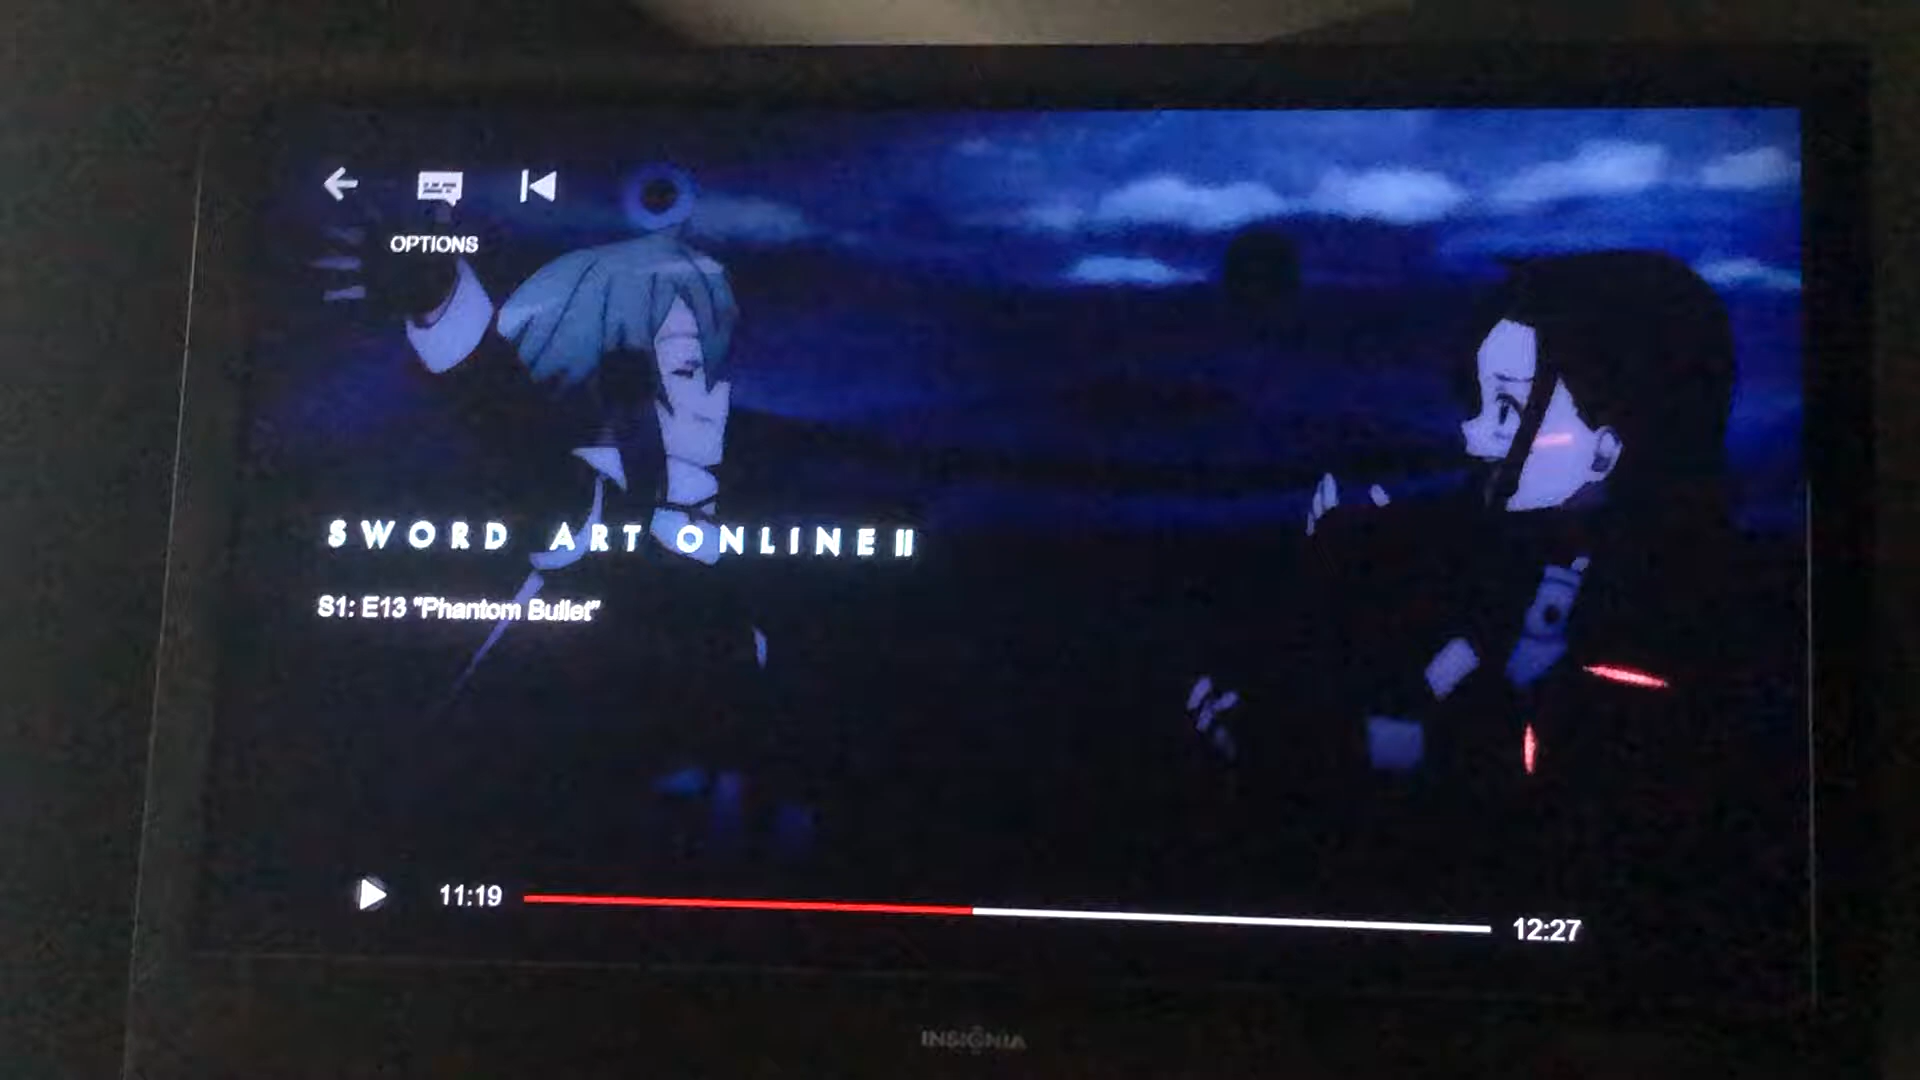 OPTIONS
SWORD ART ONLINE II
S1: E13 "Phantom Bullet"
11:19
12:27
INSIGNIA